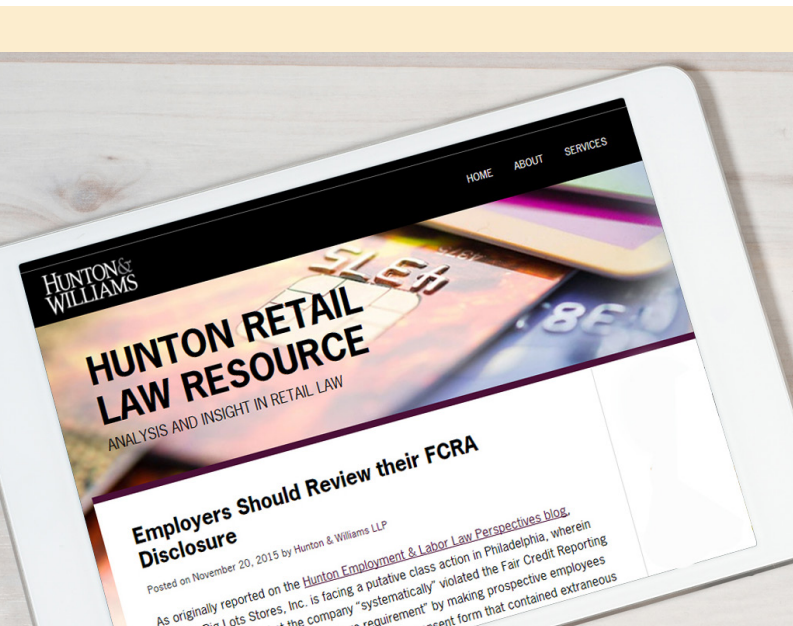 HOME ABOUT SERVICES
HUNTON&
WILLIAMS
HUNTON RETAIL
LAW RESOURCE
ANALYSIS AND INSIGHT IN RETAIL LAW
Employers Should Review their FCRA
Disclosure
Posted on November 20, 2015 by Hunton & Williams LLP
As originally reported on the Hunton Employment & Labor Law Perspectives blog,
Big Lots Stores, Inc. is facing a putative class action in Philadelphia, wherein
the company "systematically" violated the Fair Credit Reporting
requirement" by making prospective employees
form that contained extraneous